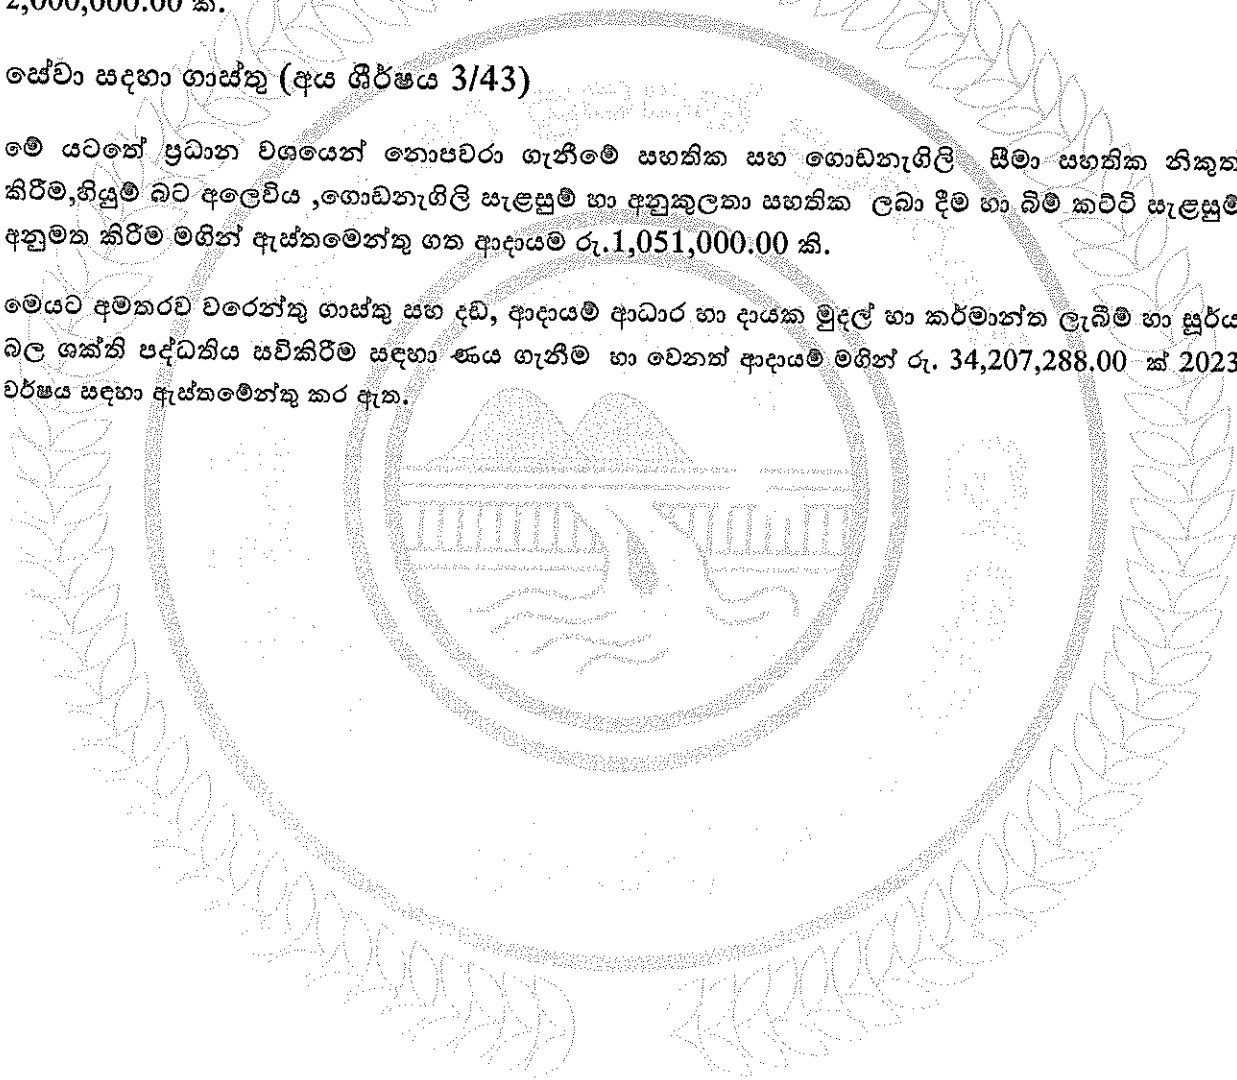 2,000,000.00 කි.
සේවා සදහා ගාස්තු (අය ශීර්ෂය 3/43)
මේ යටතේ ප්‍රධාන වශයෙන් නොපවරා ගැනීමේ සහතික සහ ගොඩනැගිලි සීමා සහතික නිකුත්
කිරීම,හියුම් බට අලෙවිය ,ගොඩනැගිලි සැළසුම් හා අනුකුලතා සහතික ලබා දීම හා බිම් කට්ටි සැළසුම්
අනුමත කිරීම මගින් ඇස්තමෙන්තු ගත ආදායම රු.1,051,000.00 කි.
මෙයට අමතරව වරෙන්තු ගාස්තු සහ දඩ, ආදායම් ආධාර හා දායක මුදල් හා කර්මාන්ත ලැබීම් හා සූර්ය
බල ශක්ති පද්ධතිය සවිකිරීම සඳහා ණය ගැනීම හා වෙනත් ආදායම් මගින් රු. 34,207,288.00 ක් 2023
වර්ෂය සඳහා ඇස්තමේන්තු කර ඇත.